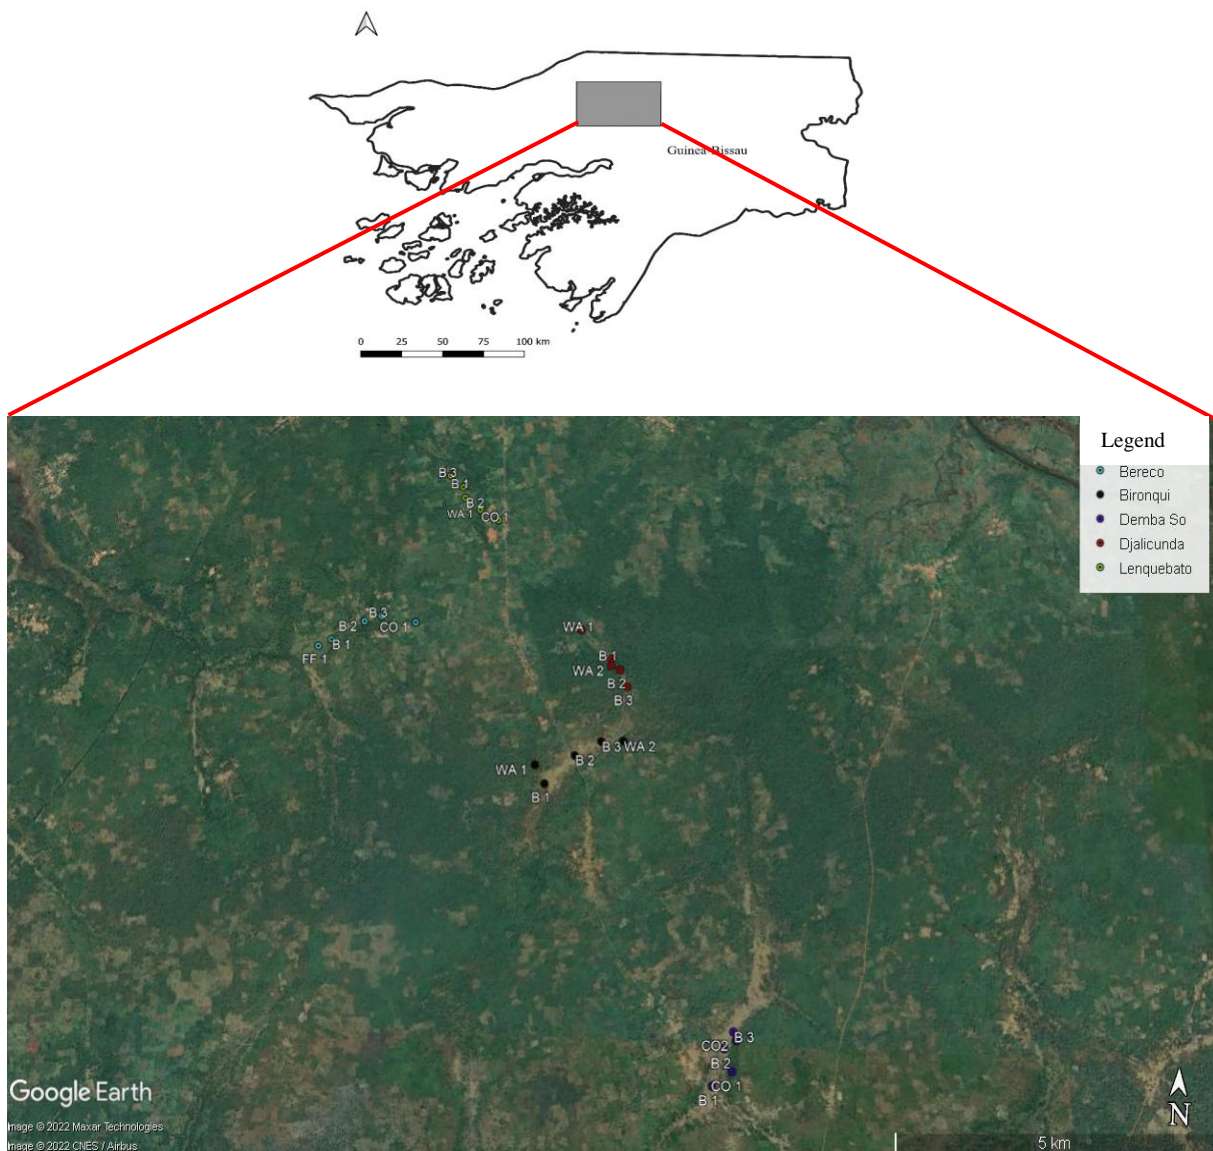 Guinea-Bissau
0 25 50 75 100 km
Legend
Bereco
Bironqui
Demba So
Djalicunda
Lenquebato
B 3
B 1
B 2
WA 1
CO 1
B 3
B 2
CO 1
B 1
FF 1
WA 1
B 1
WA 2
B 2
B 3
B 3
WA 2
B 2
WA 1
B 1
B 3
CO2
B 2
CO 1
B 1
Google Earth
Image © 2022 Maxar Technologies
Image © 2022 CNES / Airbus
N
5 km